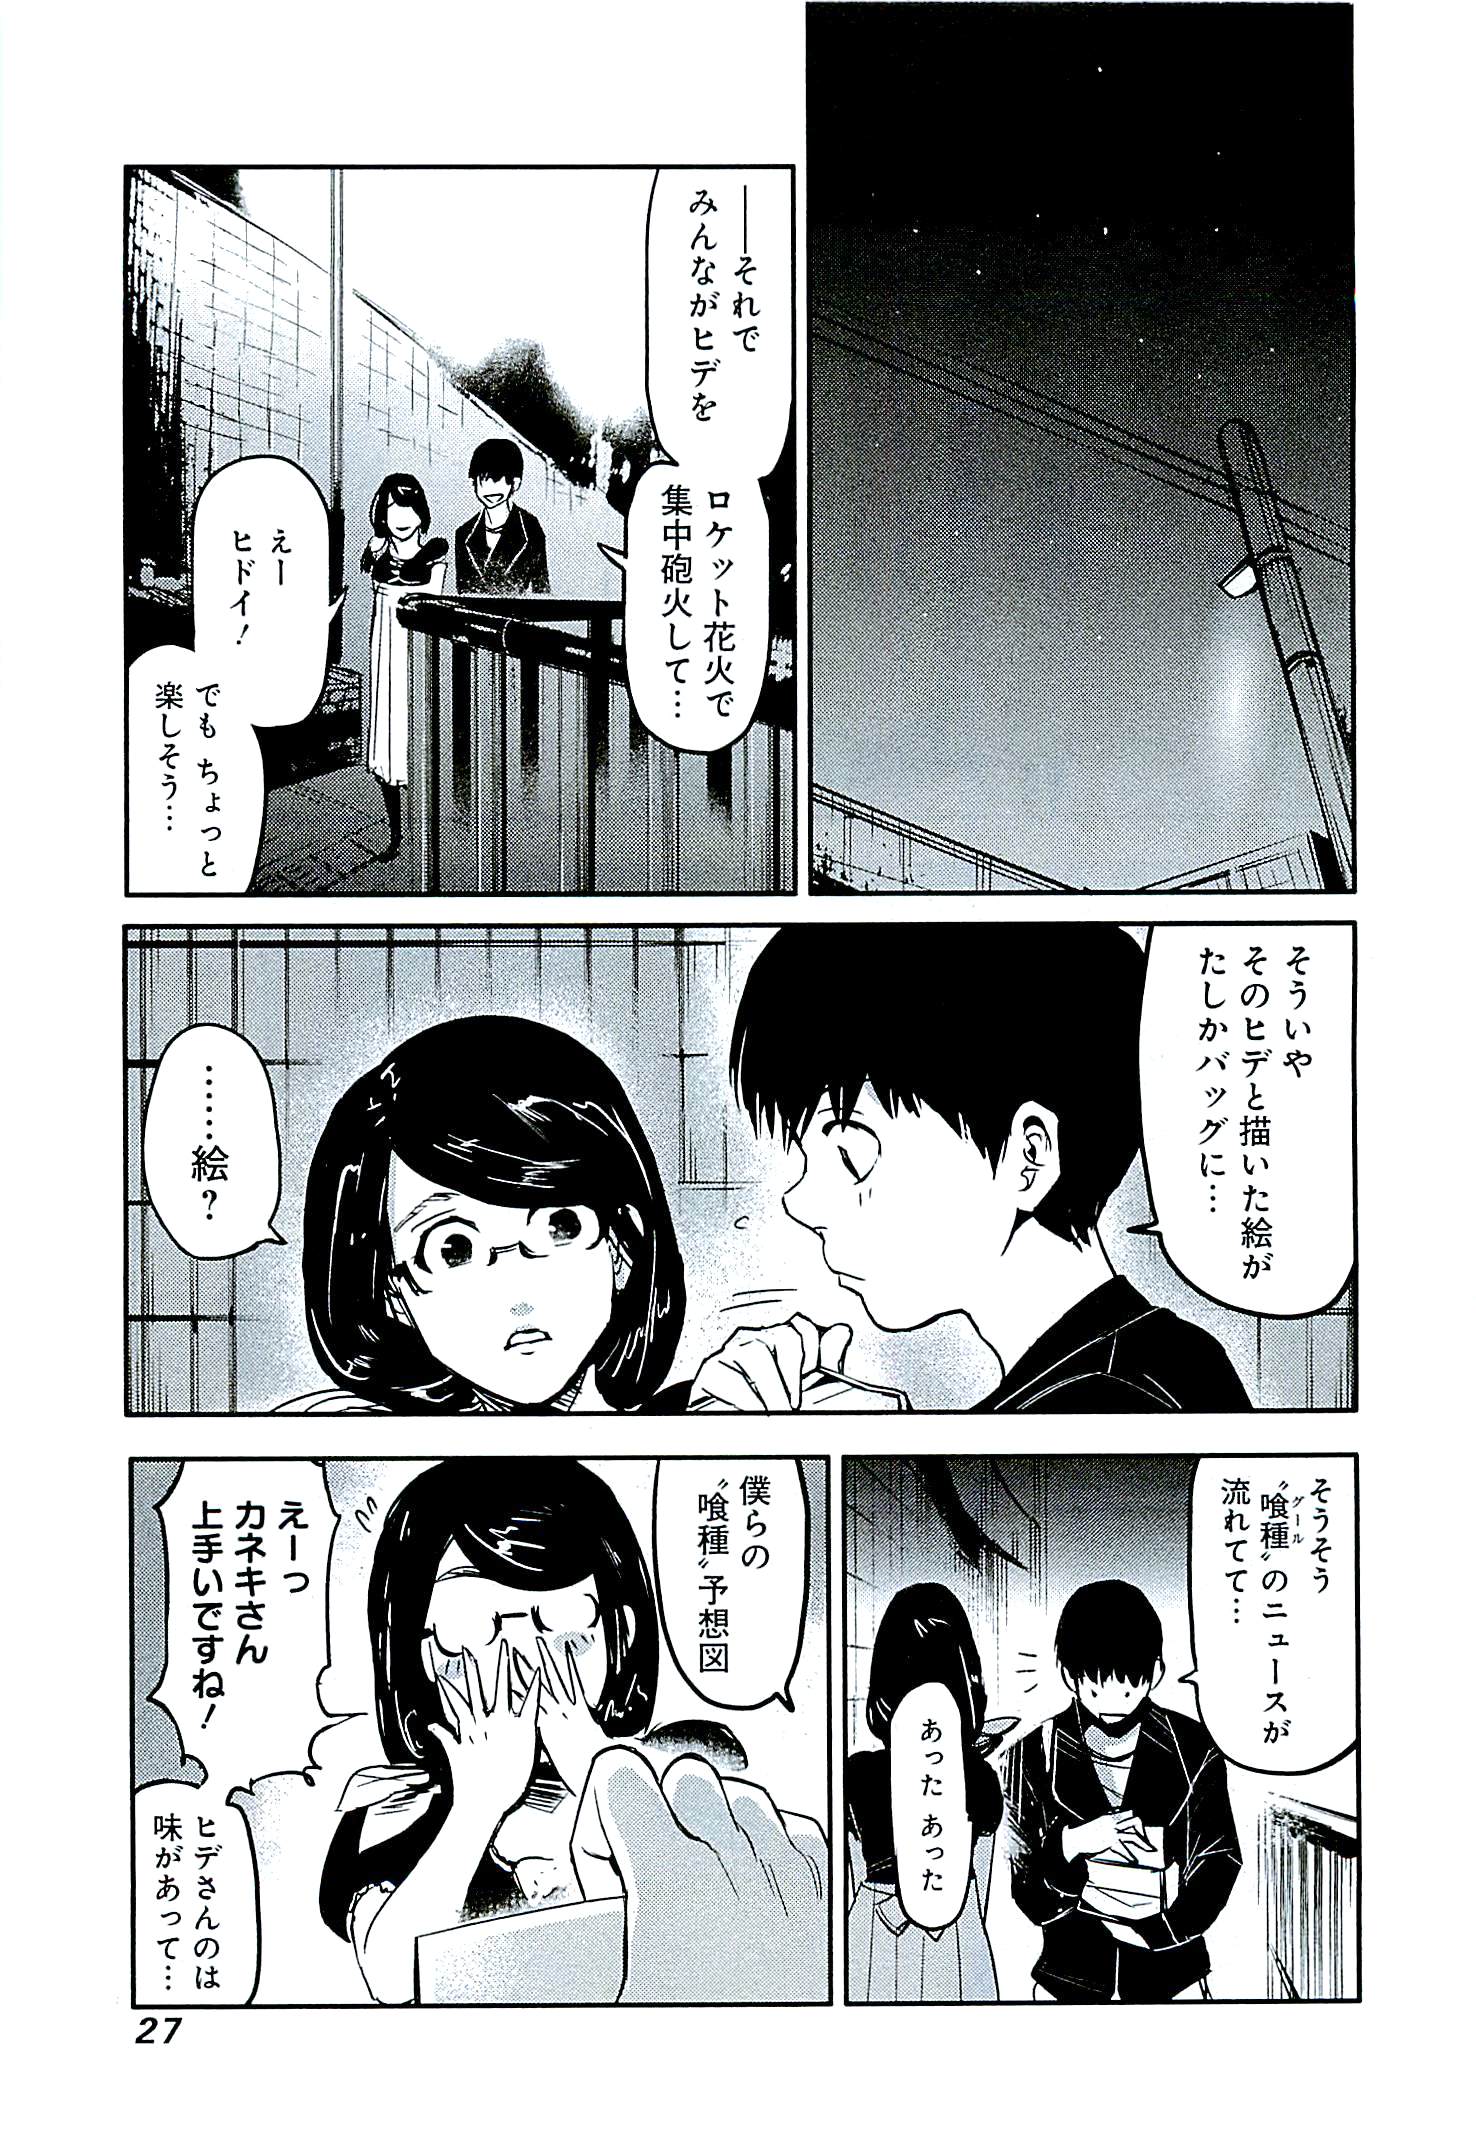 ――それで
みんながヒデを
ロケット花火で
集中砲火して…
えー
ヒドイ！
でも ちょっと
楽しそう…
そういや
そのヒデと描いた絵が
たしかバッグに…
……絵？
そうそう
〝喰種〟のニュースが
グール
流れてて…
あった あった
僕らの
〝喰種〟予想図
えーっ
カネキさん
上手いですね！
ヒデさんのは
味があって…
27